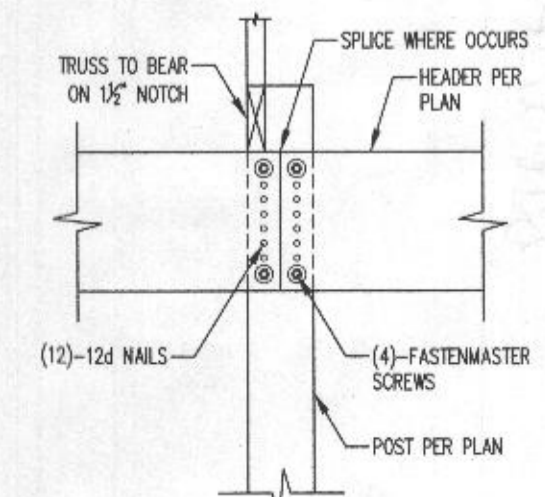 SPLICE WHERE OCCURS
TRUSS TO BEAR
ON 1½" NOTCH
HEADER PER
PLAN
(12)-12d NAILS
(4)-FASTENMASTER
SCREWS
POST PER PLAN